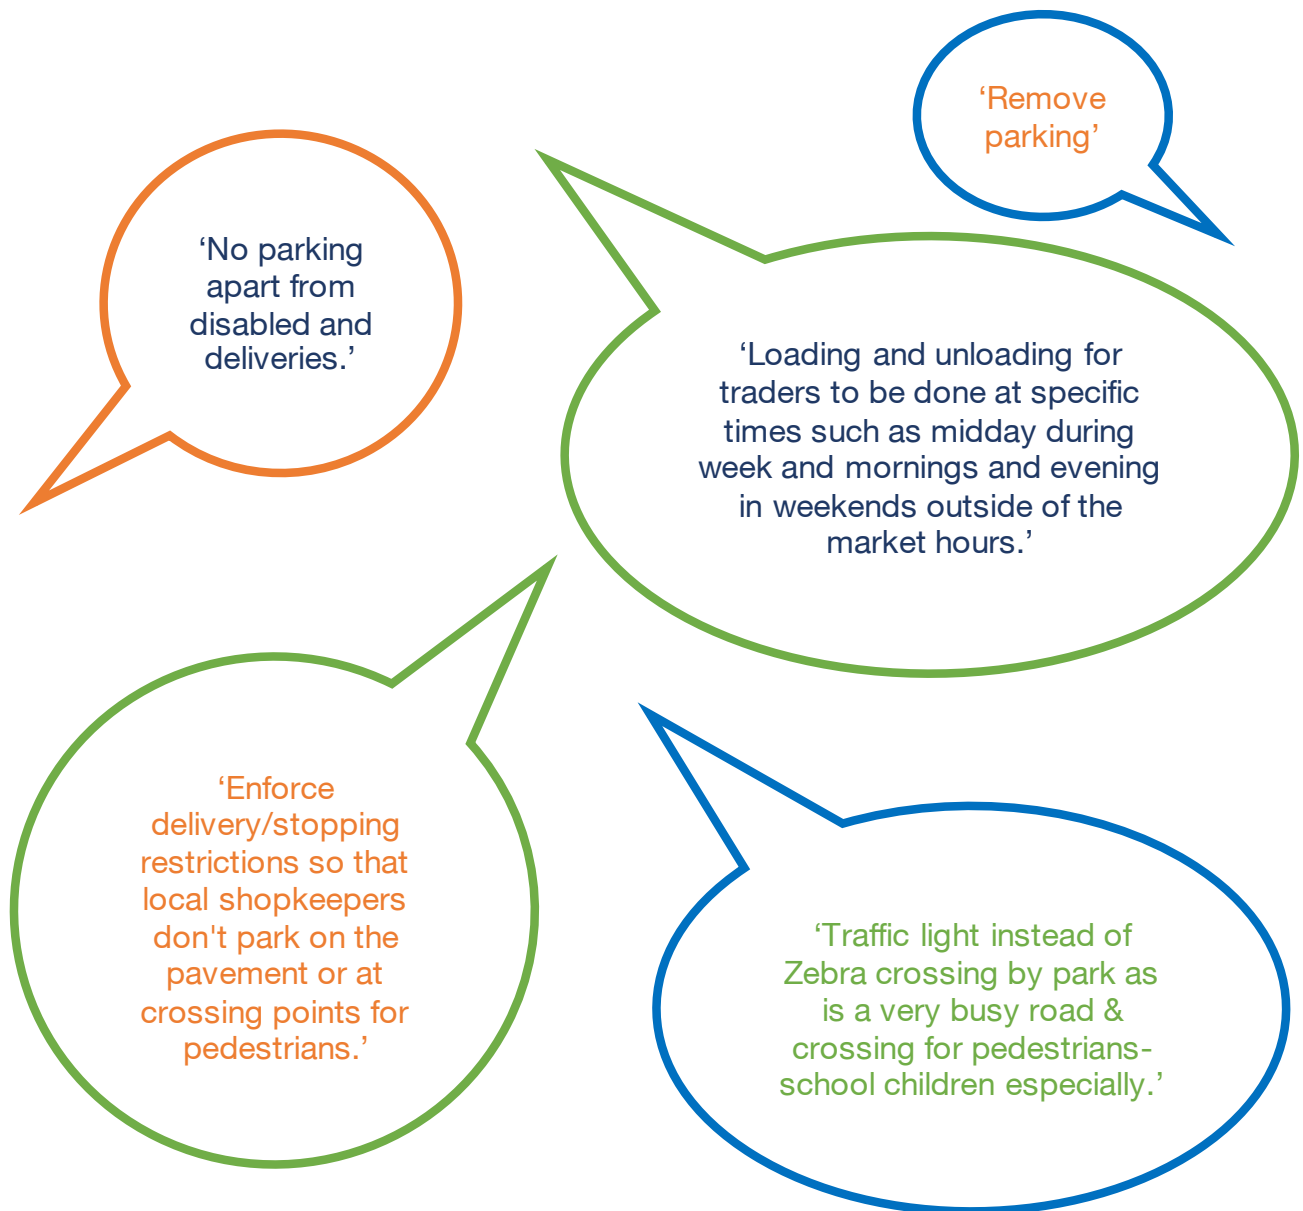 ‘Remove
parking’
‘No parking
apart from
disabled and
deliveries.’
‘Loading and unloading for
traders to be done at specific
times such as midday during
week and mornings and evening
in weekends outside of the
market hours.’
‘Enforce
delivery/stopping
restrictions so that
local shopkeepers
don't park on the
pavement or at
crossing points for
pedestrians.’
‘Traffic light instead of
Zebra crossing by park as
is a very busy road &
crossing for pedestrians-
school children especially.’